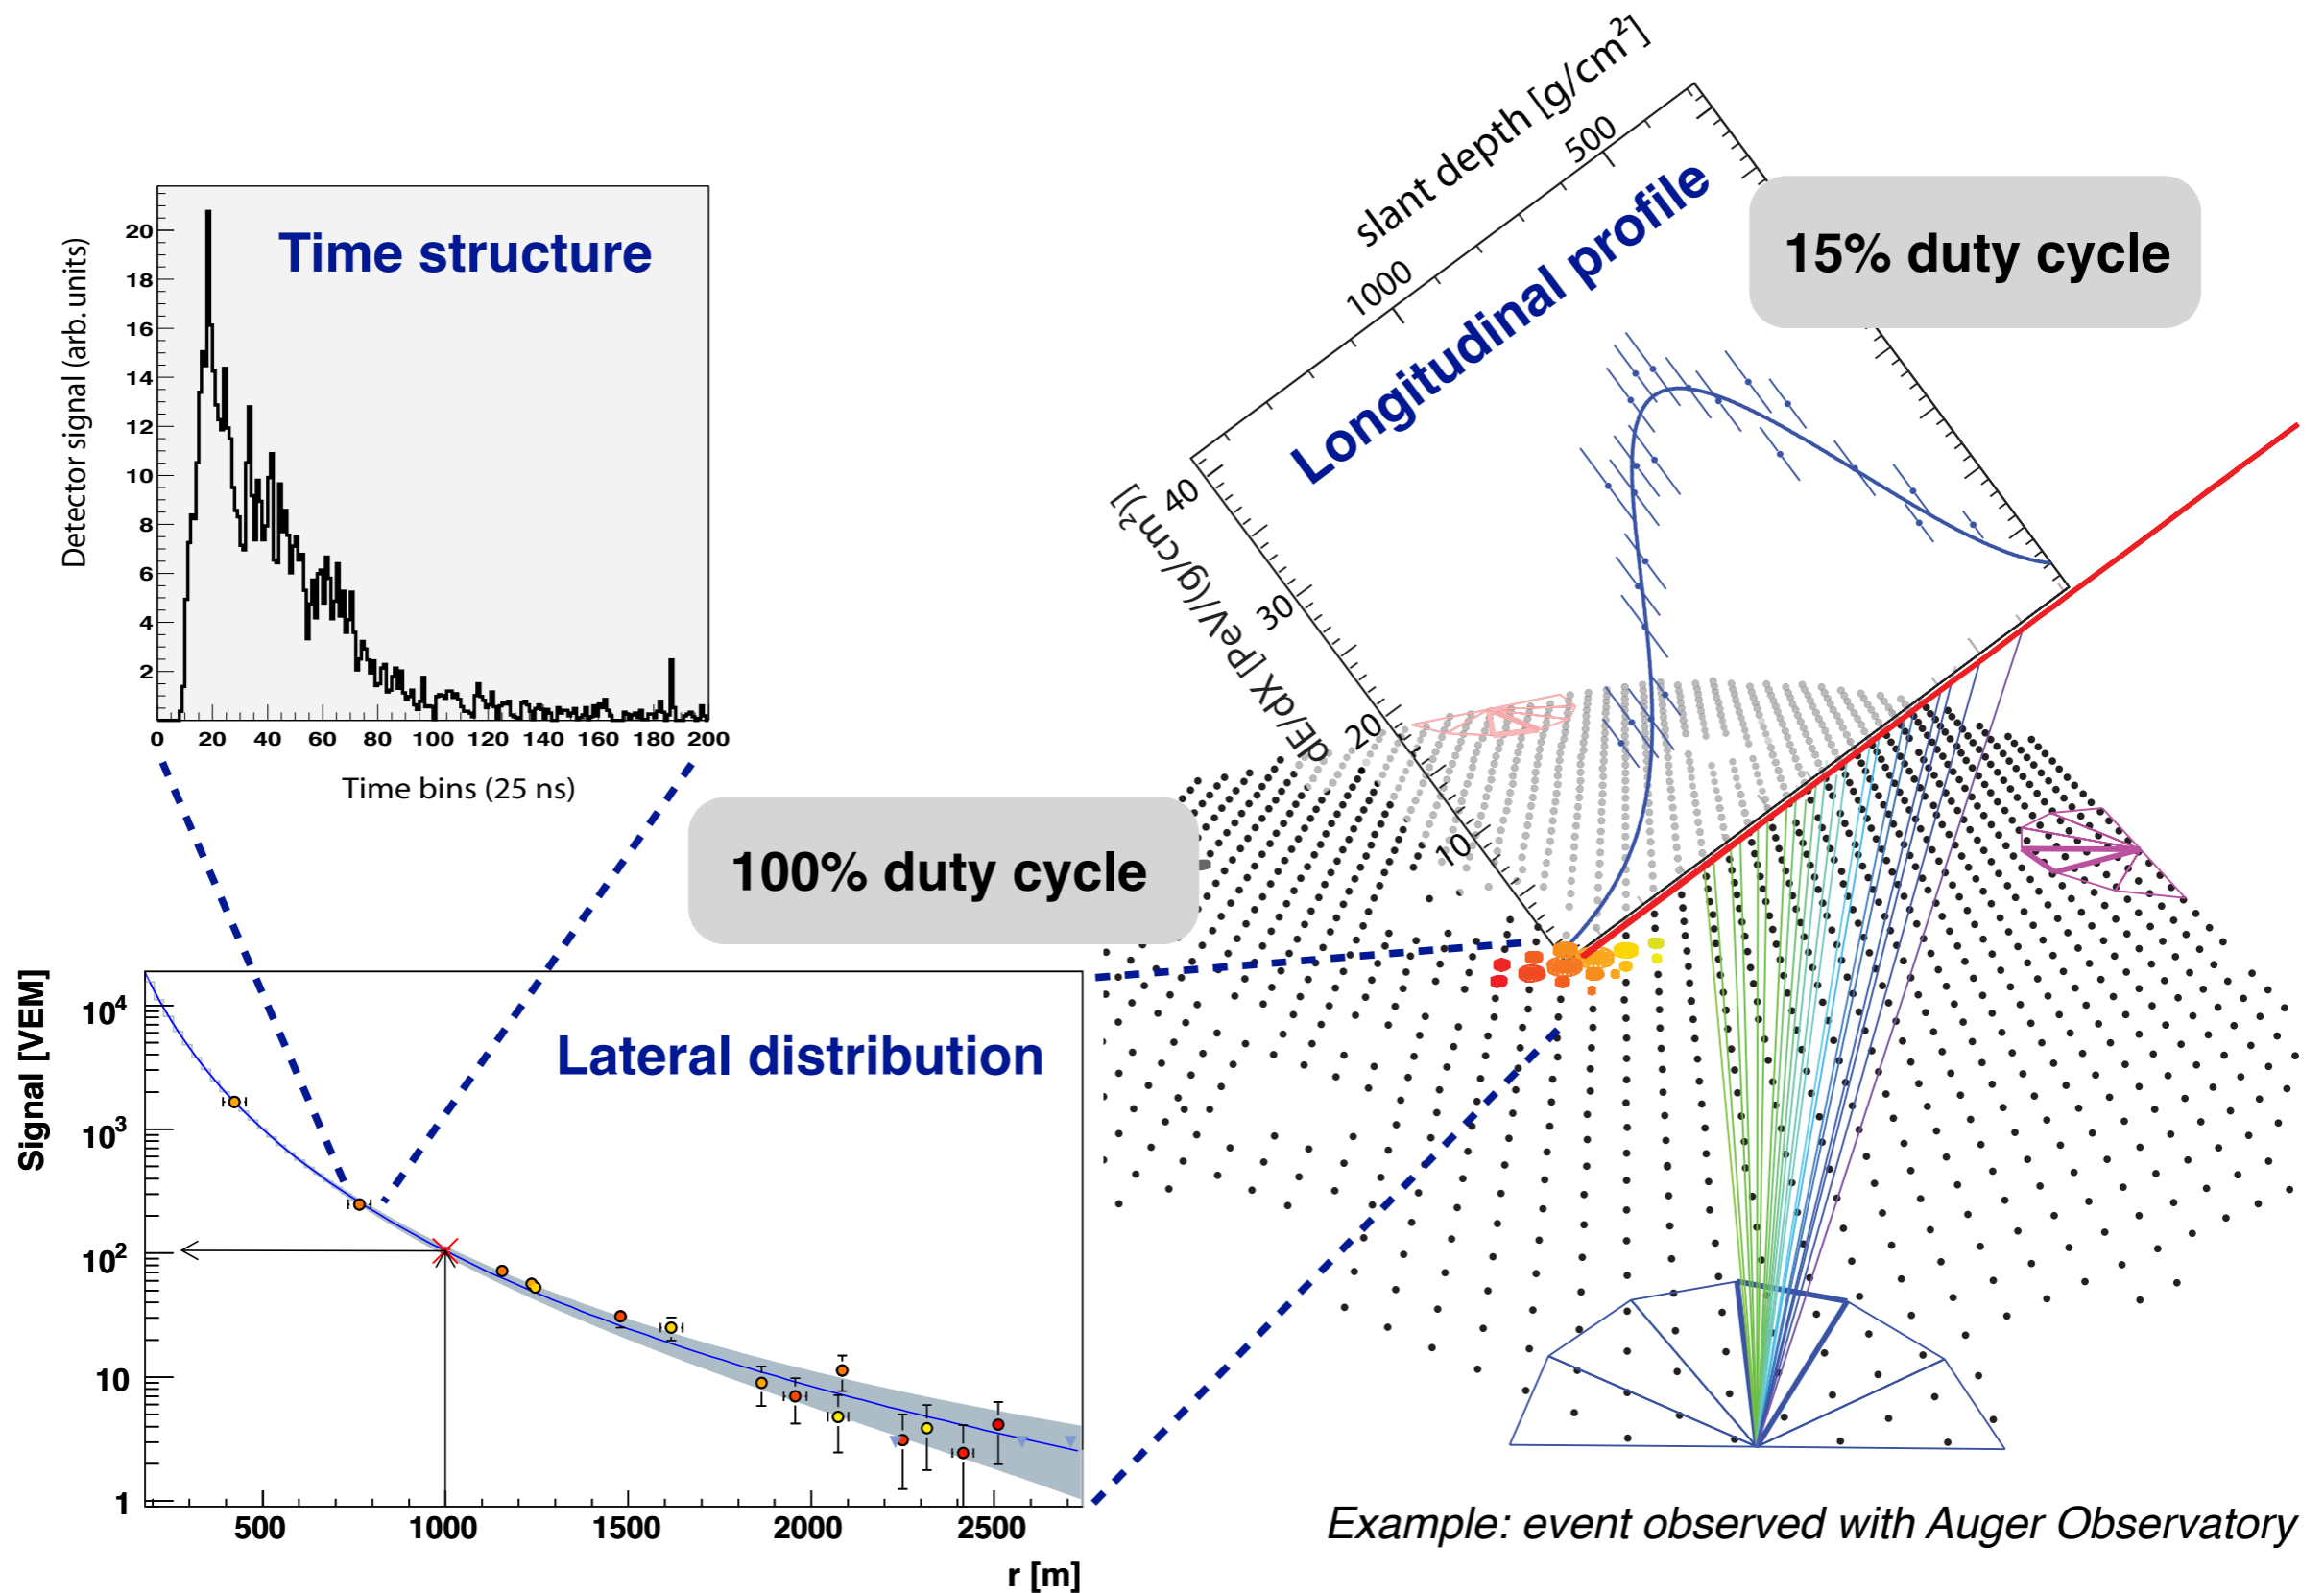 slant depth [g/cm²]
500
1000
Longitudinal profile
15% duty cycle
40
30
20
10
dE/dX [PeV/(g/cm²)]
Time structure
Detector signal (arb. units)
20
18
16
14
12
10
8
6
4
2
0 20 40 60 80 100 120 140 160 180 200
Time bins (25 ns)
100% duty cycle
Lateral distribution
Signal [VEM]
10⁴
10³
10²
10
1
500 1000 1500 2000 2500
r [m]
Example: event observed with Auger Observatory